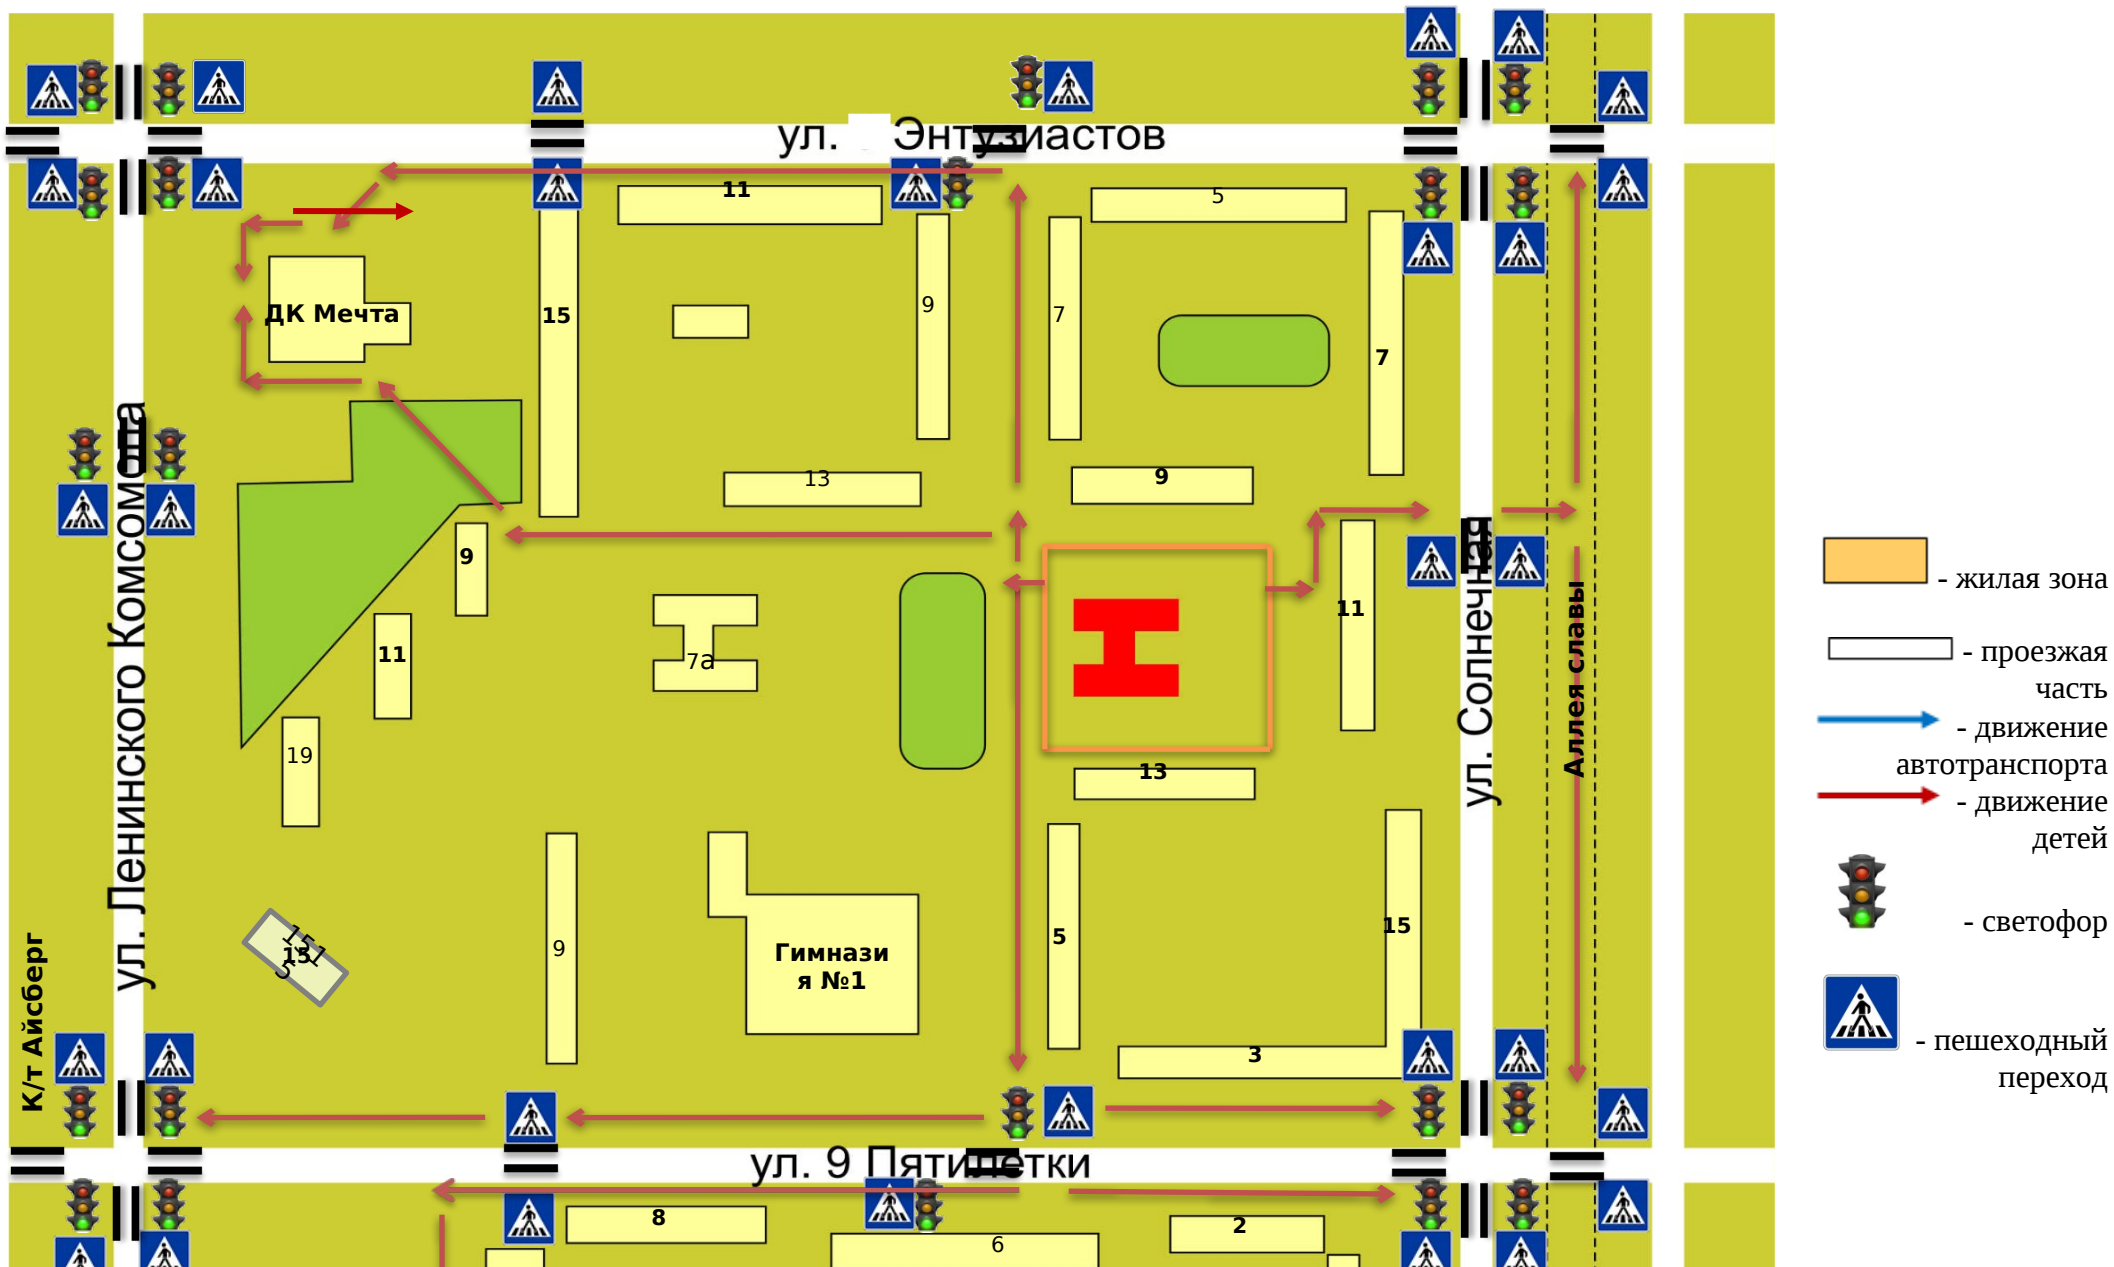 ул. Энтузиастов
11
5
15
9
7
7
ДК Мечта
13
9
9
11
11
7а
19
13
ул. Ленинского Комсомола
ул. Солнечная
Аллея славы
15
9
Гимнази
я №1
5
15
3
К/т Айсберг
ул. 9 Пятилетки
8
6
2
- жилая зона
- проезжая
часть
- движение
автотранспорта
- движение
детей
- светофор
- пешеходный
переход